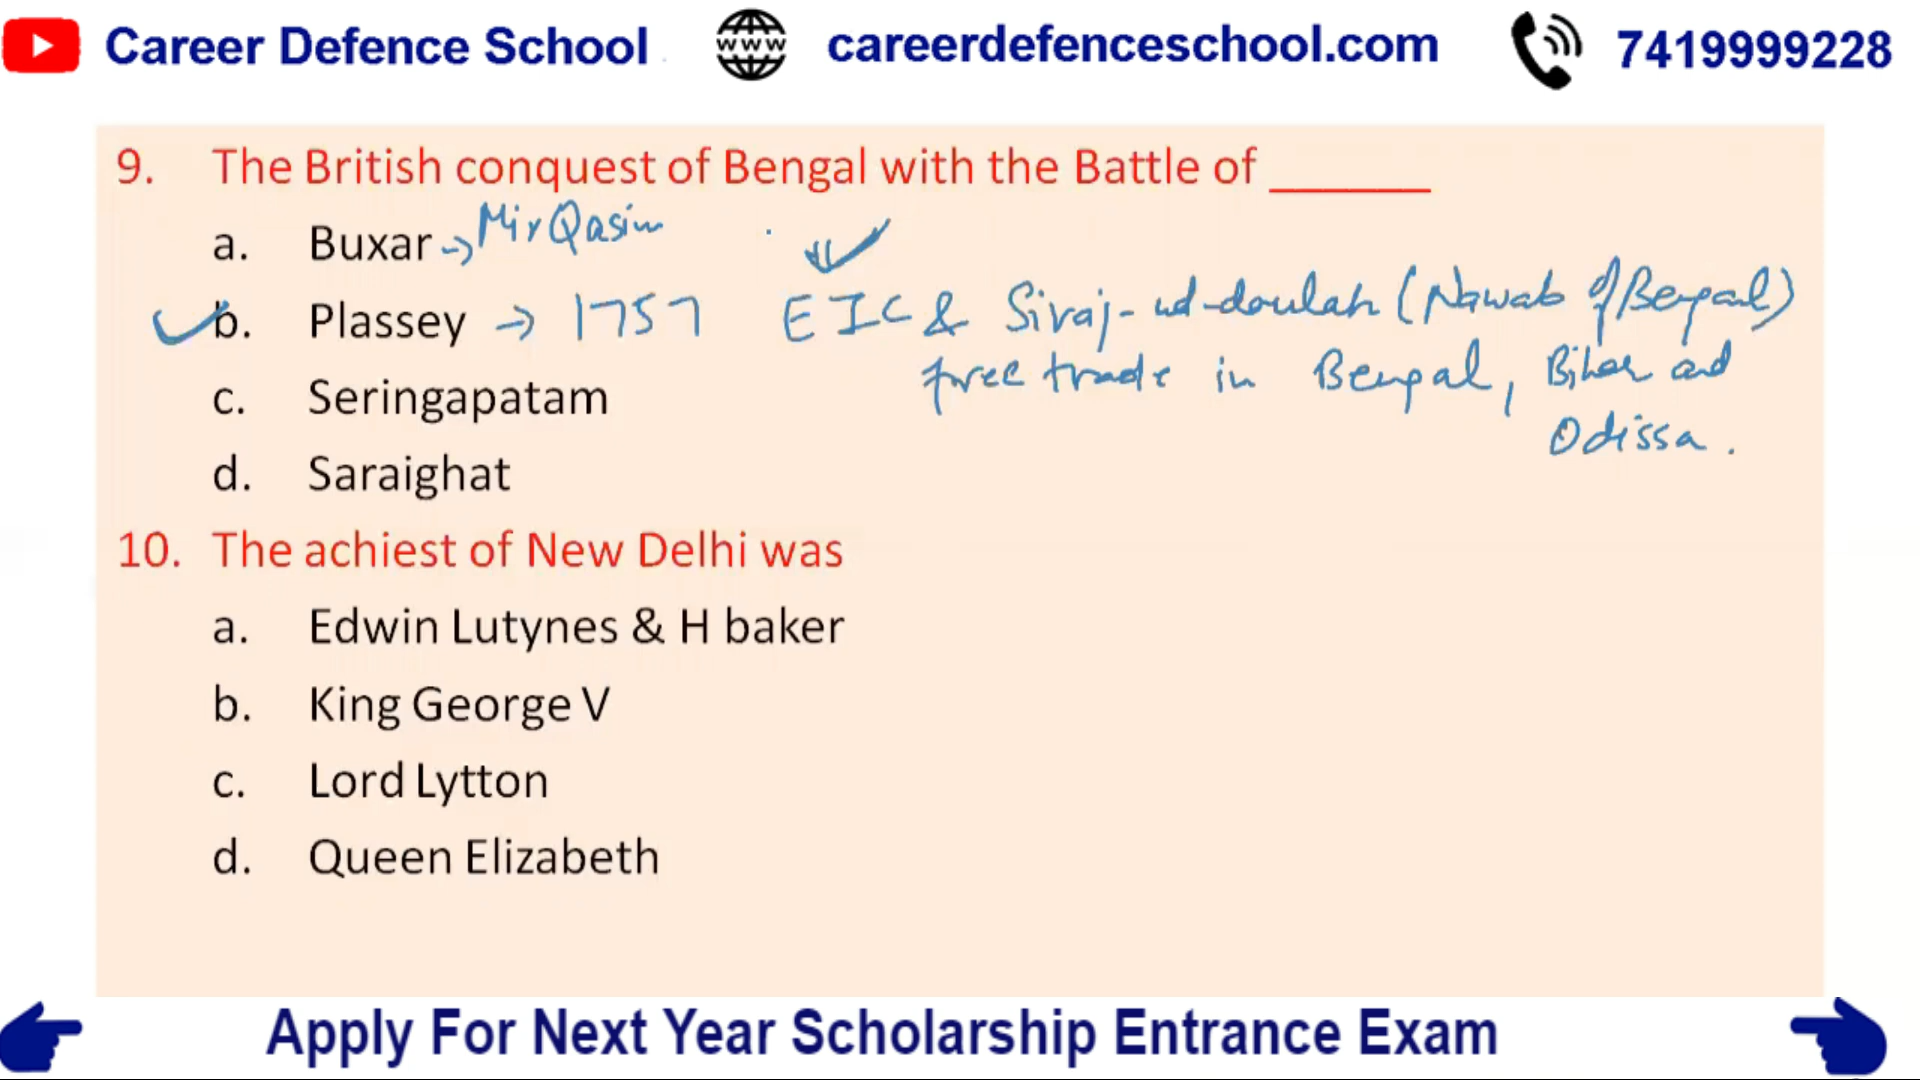 Career Defence School
WWW
careerdefenceschool.com
7419999228
9. The British conquest of Bengal with the Battle of ______
a. Buxar → Mir Qasim
b. Plassey → 1757 EIC & Siraj-ud-doulah (Nawab of Bengal)
free trade in Bengal, Bihar and
c. Seringapatam
Odissa.
d. Saraighat
10. The achiest of New Delhi was
a. Edwin Lutynes & H baker
b. King George V
c. Lord Lytton
d. Queen Elizabeth
Apply For Next Year Scholarship Entrance Exam